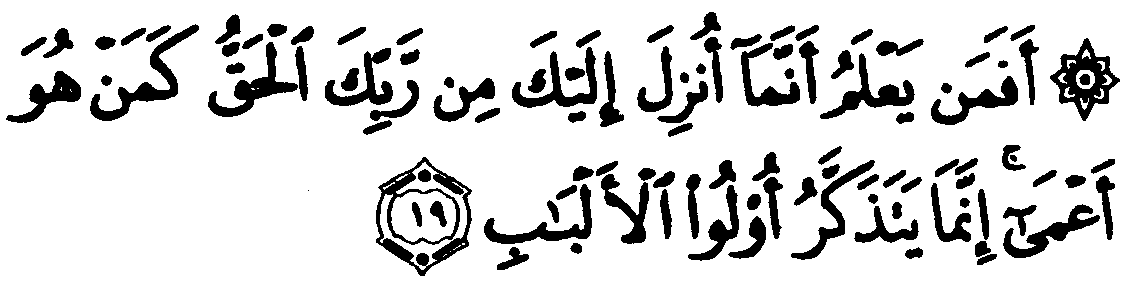 ۞ أَفَمَن يَعۡلَمُ أَنَّمَآ أُنزِلَ إِلَيۡكَ مِن رَّبِّكَ ٱلۡحَقُّ كَمَنۡ هُوَ
أَعۡمَىٰٓۚ إِنَّمَا يَتَذَكَّرُ أُوْلُواْ ٱلۡأَلۡبَٰبِ ١٩